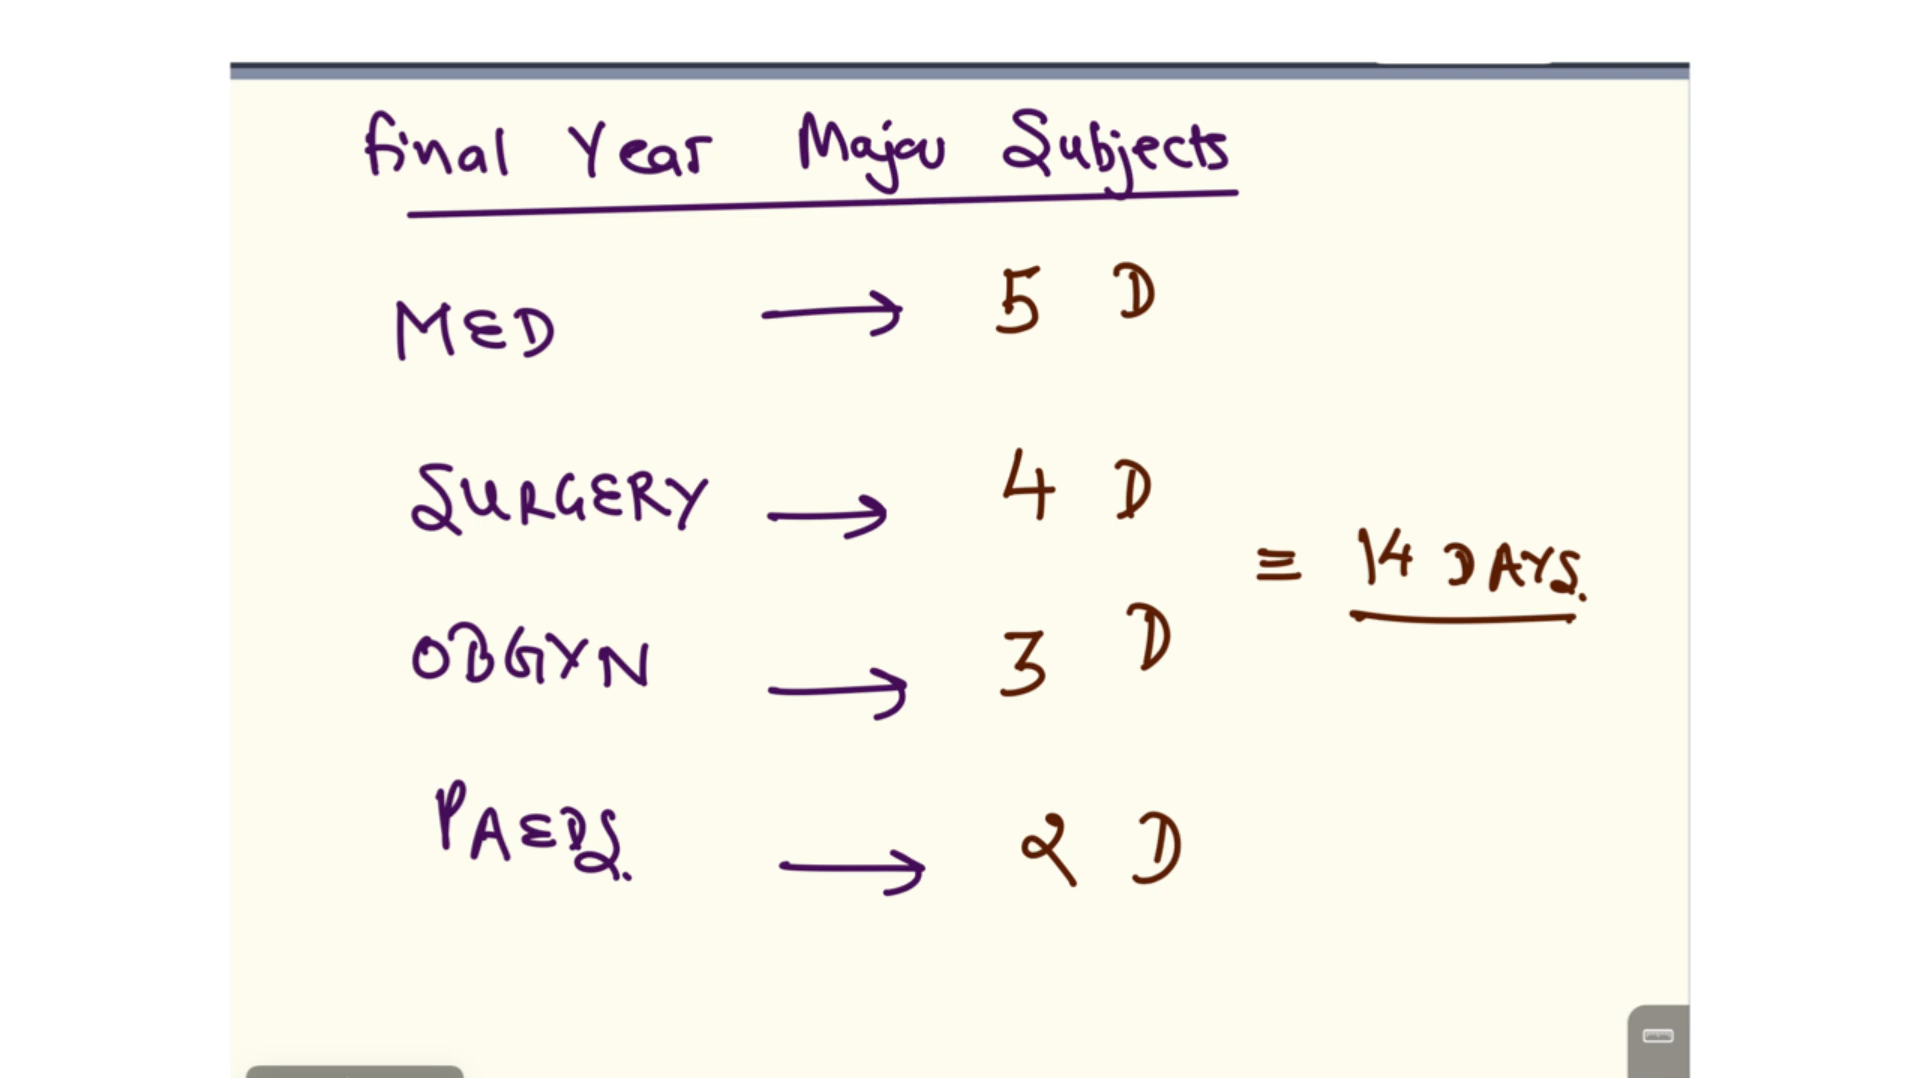 Final Year Major Subjects
MED → 5 D
SURGERY → 4 D
≡ 14 DAYS.
OBGYN → 3 D
PAEDS. → 2 D